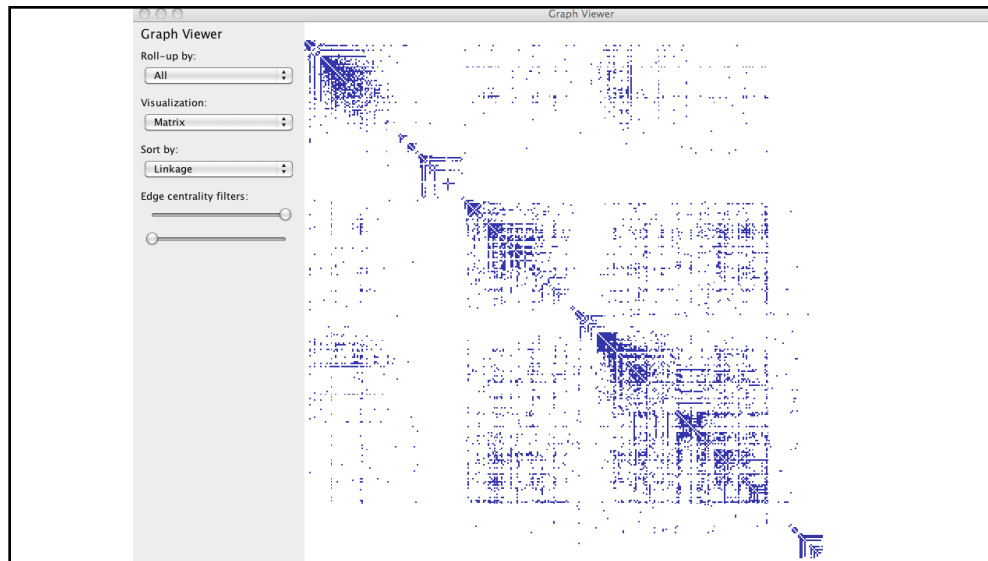 Graph Viewer
Graph Viewer
Roll-up by:
All
Visualization:
Matrix
Sort by:
Linkage
Edge centrality filters: